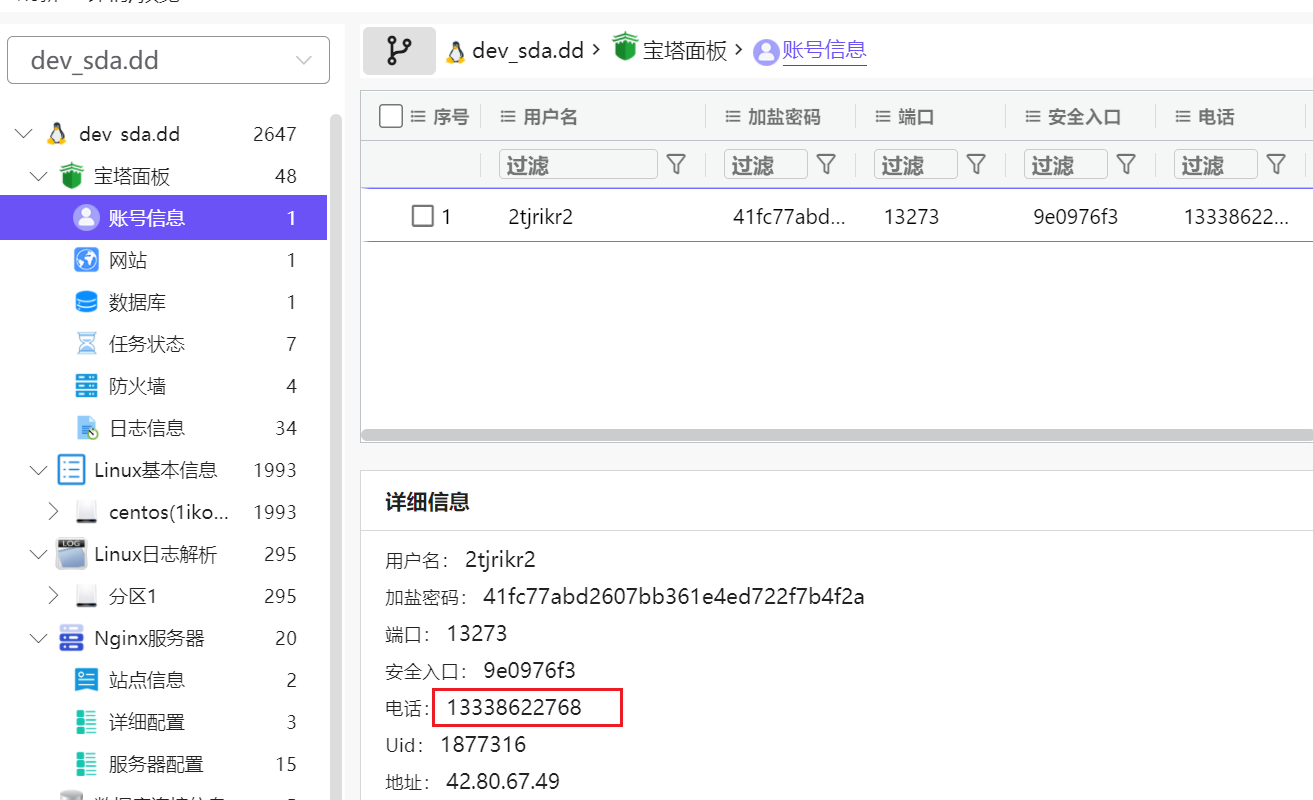 dev_sda.dd
dev_sda.dd > 宝塔面板 > 账号信息
dev_sda.dd 2647
宝塔面板 48
账号信息 1
网站 1
数据库 1
任务状态 7
防火墙 4
日志信息 34
Linux基本信息 1993
centos(1iko... 1993
LOG Linux日志解析 295
分区1 295
Nginx服务器 20
站点信息 2
详细配置 3
服务器配置 15
序号 用户名 加盐密码 端口 安全入口 电话
过滤 过滤 过滤 过滤 过滤
1 2tjrikr2 41fc77abd... 13273 9e0976f3 13338622...
详细信息
用户名： 2tjrikr2
加盐密码： 41fc77abd2607bb361e4ed722f7b4f2a
端口： 13273
安全入口： 9e0976f3
电话： 13338622768
Uid： 1877316
地址： 42.80.67.49